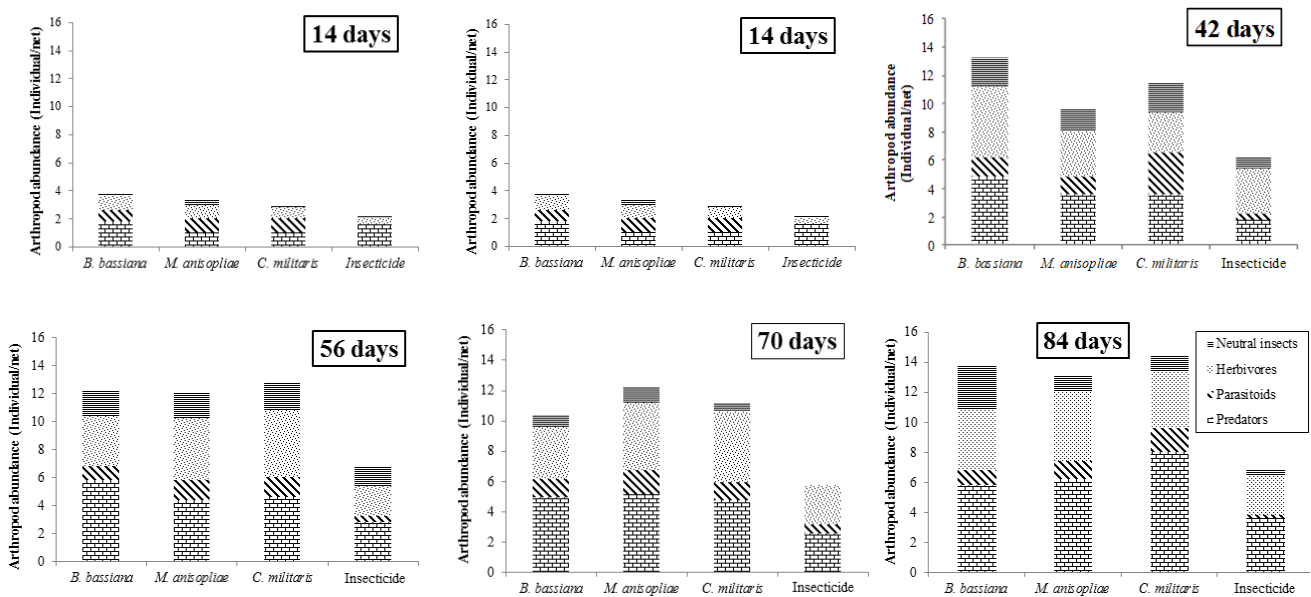 14 days
Arthropod abundance (Individual/net)
16
14
12
10
8
6
4
2
0
B. bassiana M. anisopliae C. militaris Insecticide
14 days
Arthropod abundance (Individual/net)
16
14
12
10
8
6
4
2
0
B. bassiana M. anisopliae C. militaris Insecticide
42 days
Arthropod abundance
(Individual/net)
16
14
12
10
8
6
4
2
0
B. bassiana M. anisopliae C. militaris Insecticide
56 days
Arthropod abundance (Individual/net)
16
14
12
10
8
6
4
2
0
B. bassiana M. anisopliae C. militaris Insecticide
70 days
Arthropod abundance (Individual/net)
16
14
12
10
8
6
4
2
0
B. bassiana M. anisopliae C. militaris Insecticide
84 days
Arthropod abundance (Individual/net)
16
14
12
10
8
6
4
2
0
Neutral insects
Herbivores
Parasitoids
Predators
B. bassiana M. anisopliae C. militaris Insecticide